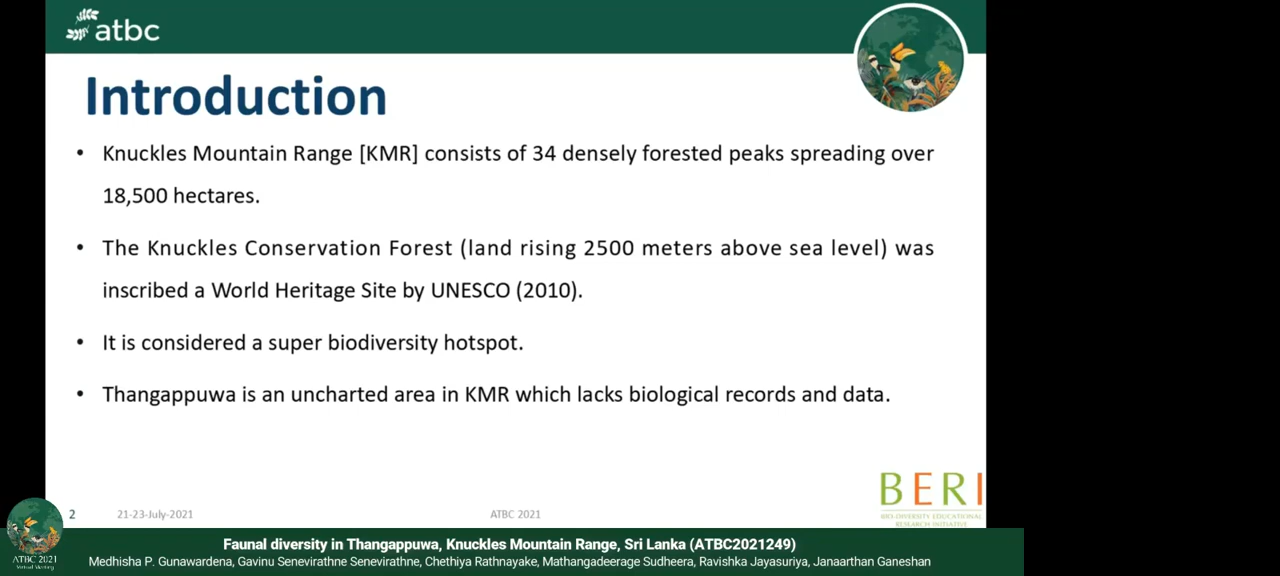 atbc
Introduction
• Knuckles Mountain Range [KMR] consists of 34 densely forested peaks spreading over
18,500 hectares.
• The Knuckles Conservation Forest (land rising 2500 meters above sea level) was
inscribed a World Heritage Site by UNESCO (2010).
• It is considered a super biodiversity hotspot.
• Thangappuwa is an uncharted area in KMR which lacks biological records and data.
BERI
BIO-DIVERSITY EDUCATIONAL
RESEARCH INITIATIVE
2 21-23-July-2021 ATBC 2021
ATBC 2021
Virtual Meeting
Faunal diversity in Thangappuwa, Knuckles Mountain Range, Sri Lanka (ATBC2021249)
Medhisha P. Gunawardena, Gavinu Senevirathne Senevirathne, Chethiya Rathnayake, Mathangadeerage Sudheera, Ravishka Jayasuriya, Janaarthan Ganeshan